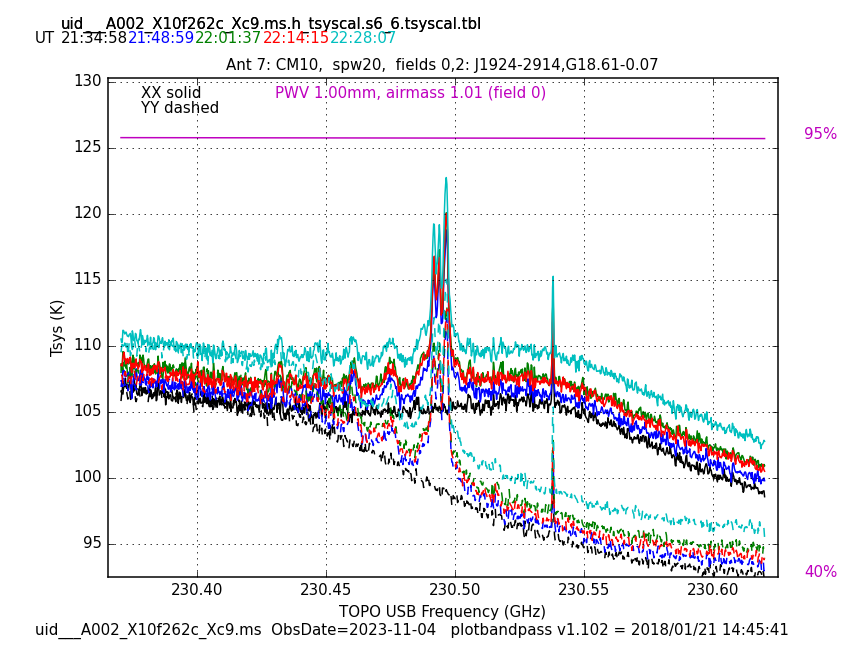 uid___A002_X10f262c_Xc9.ms.h_tsyscal.s6_6.tsyscal.tbl
UT 21:34:58 21:48:59 22:01:37 22:14:15 22:28:07
Ant 7: CM10,  spw20,  fields 0,2: J1924-2914,G18.61-0.07
XX solid
YY dashed
PWV 1.00mm, airmass 1.01 (field 0)
95%
40%
130
125
120
115
110
105
100
95
Tsys (K)
230.40 230.45 230.50 230.55 230.60
TOPO USB Frequency (GHz)
uid___A002_X10f262c_Xc9.ms  ObsDate=2023-11-04   plotbandpass v1.102 = 2018/01/21 14:45:41